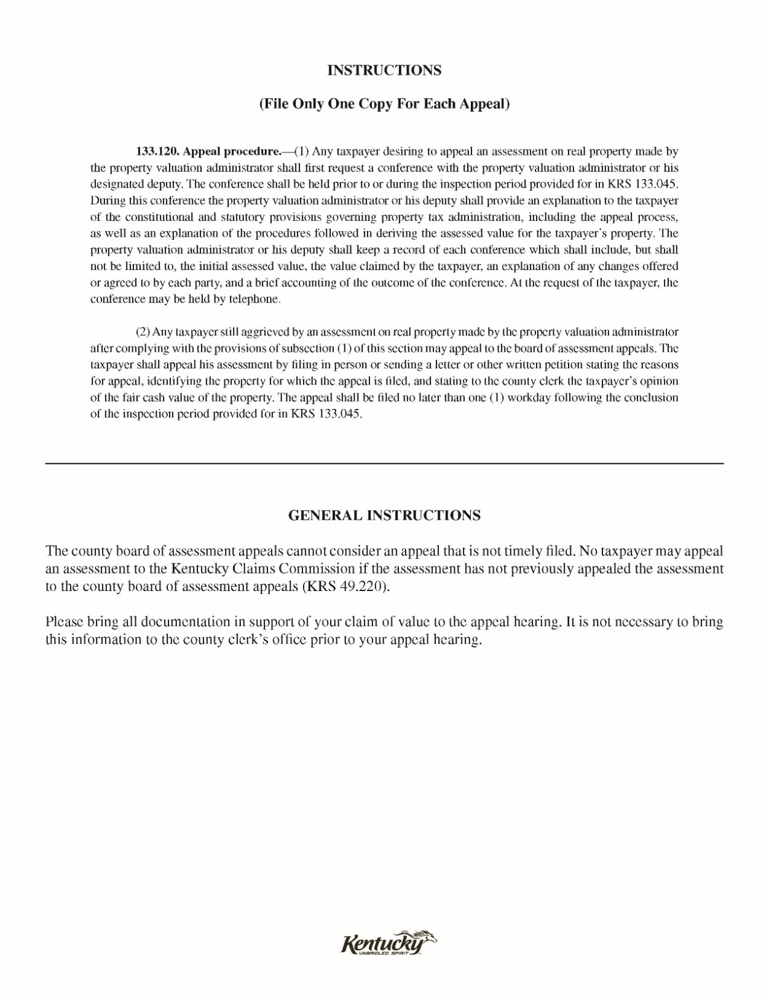 INSTRUCTIONS
(File Only One Copy For Each Appeal)
133.120. Appeal procedure.—(1) Any taxpayer desiring to appeal an assessment on real property made by
the property valuation administrator shall first request a conference with the property valuation administrator or his
designated deputy. The conference shall be held prior to or during the inspection period provided for in KRS 133.045.
During this conference the property valuation administrator or his deputy shall provide an explanation to the taxpayer
of the constitutional and statutory provisions governing property tax administration, including the appeal process,
as well as an explanation of the procedures followed in deriving the assessed value for the taxpayer's property. The
property valuation administrator or his deputy shall keep a record of each conference which shall include, but shall
not be limited to, the initial assessed value, the value claimed by the taxpayer, an explanation of any changes offered
or agreed to by each party, and a brief accounting of the outcome of the conference. At the request of the taxpayer, the
conference may be held by telephone.
(2) Any taxpayer still aggrieved by an assessment on real property made by the property valuation administrator
after complying with the provisions of subsection (1) of this section may appeal to the board of assessment appeals. The
taxpayer shall appeal his assessment by filing in person or sending a letter or other written petition stating the reasons
for appeal, identifying the property for which the appeal is filed, and stating to the county clerk the taxpayer's opinion
of the fair cash value of the property. The appeal shall be filed no later than one (1) workday following the conclusion
of the inspection period provided for in KRS 133.045.
GENERAL INSTRUCTIONS
The county board of assessment appeals cannot consider an appeal that is not timely filed. No taxpayer may appeal
an assessment to the Kentucky Claims Commission if the assessment has not previously appealed the assessment
to the county board of assessment appeals (KRS 49.220).
Please bring all documentation in support of your claim of value to the appeal hearing. It is not necessary to bring
this information to the county clerk's office prior to your appeal hearing.
Kentucky
UNBRIDLED SPIRIT